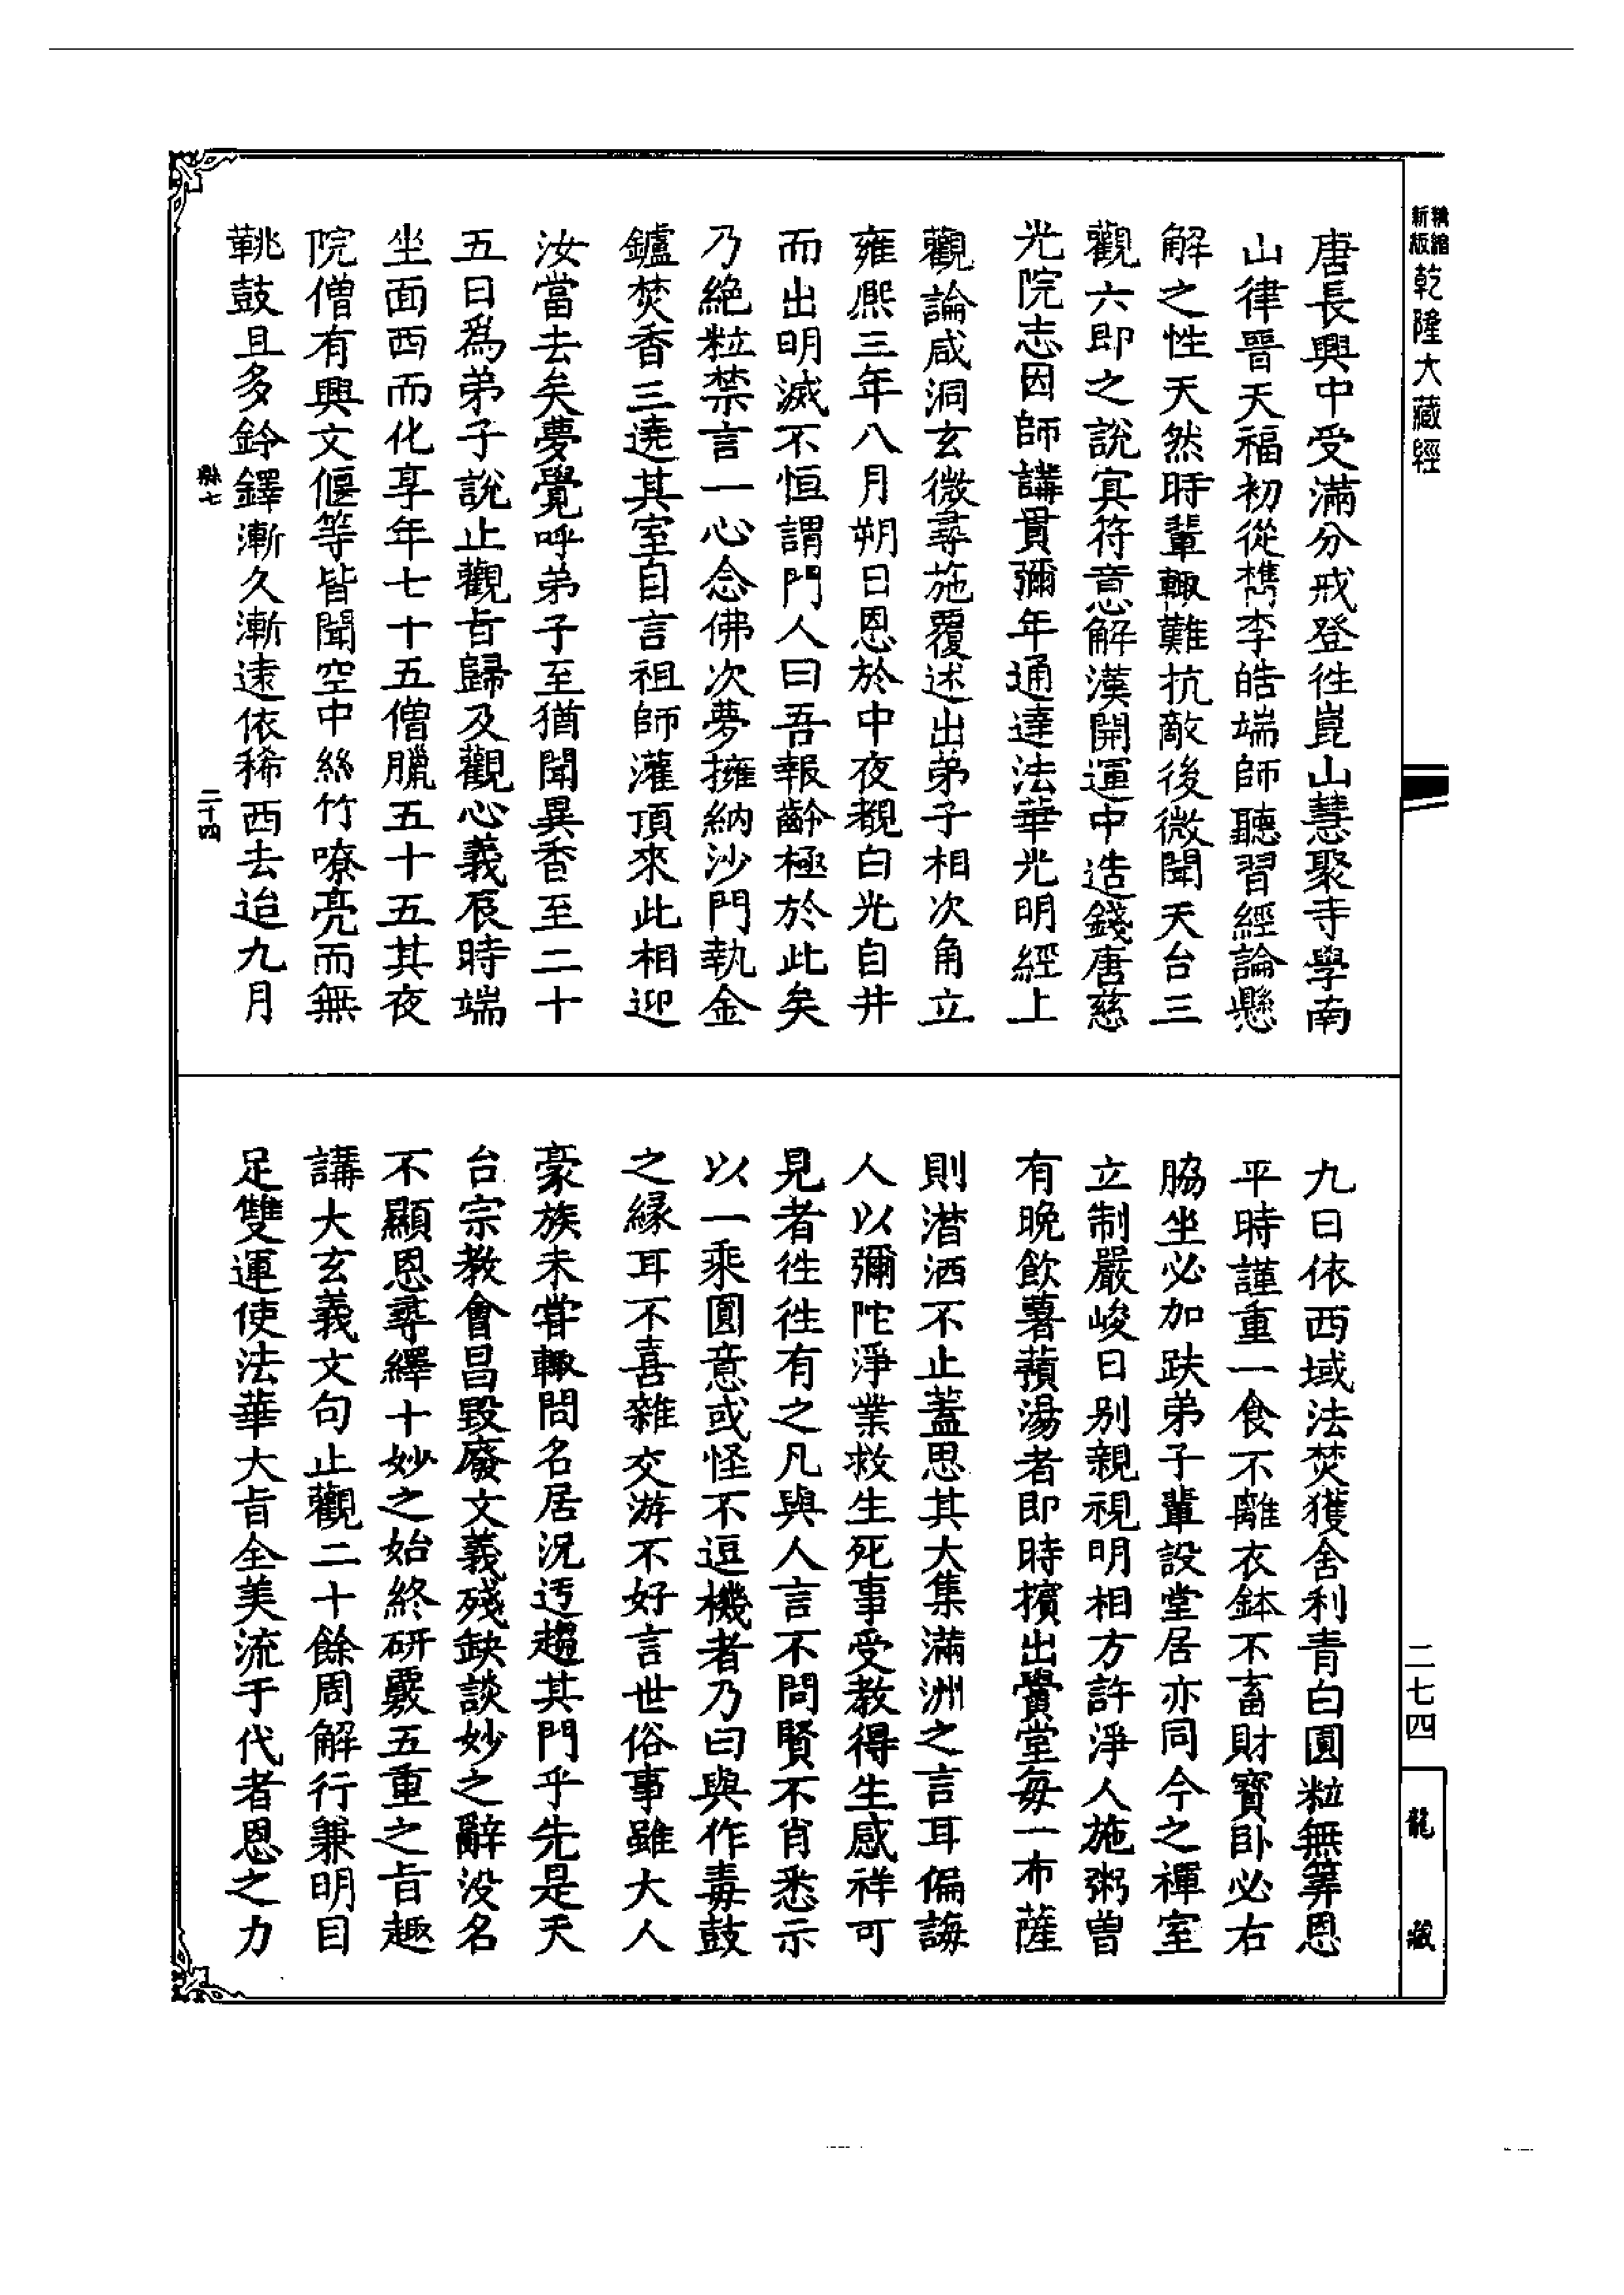 新版精縮
乾隆大藏經
唐長興中受滿分戒登徃崑山慧聚寺學南
山律晉天福初從檇李皓端師聽習經論懸
解之性天然時輩輙難抗敵後微聞天台三
觀六即之說㝠符意解漢開運中造錢唐慈
光院志因師講貫彌年通達法華光明經止
觀論咸洞玄微尋施覆述出弟子相次角立
雍熙三年八月朔日恩於中夜覩白光自井
而出明滅不恒謂門人曰吾報齡極於此矣
乃絶粒禁言一心念佛次夢擁納沙門執金
鑪焚香三遶其室自言祖師灌頂來此相迎
汝當去矣夢覺呼弟子至猶聞異香至二十
五日爲弟子說止觀旨歸及觀心義辰時端
坐面西而化享年七十五僧臘五十五其夜
院僧有興文偃等皆聞空中絲竹嘹亮而無
鞉鼓且多鈴鐸漸久漸遠依稀西去迨九月
縣七
二十四
九日依西域法焚獲舍利青白圓粒無筭恩
平時謹重一食不離衣鉢不畜財寶卧必右
脇坐必加趺弟子輩設堂居亦同今之禪室
立制嚴峻日别親視明相方許淨人施粥曽
有晚飲薯蕷湯者即時擯出黌堂每一布薩
則潜洒不止蓋思其大集滿洲之言耳偏誨
人以彌陀淨業救生死事受教得生感祥可
見者徃徃有之凡與人言不問賢不肖悉示
以一乘圓意或怪不逗機者乃曰與作毒鼓
之縁耳不喜雜交游不好言世俗事雖大人
豪族未甞輙問名居況迃趨其門乎先是天
台宗教會昌毀廢文義殘缺談妙之辭没名
不顯恩尋繹十妙之始終研覈五重之旨趣
講大玄義文句止觀二十餘周解行兼明目
足雙運使法華大旨全美流于代者恩之力
二七四
龍藏